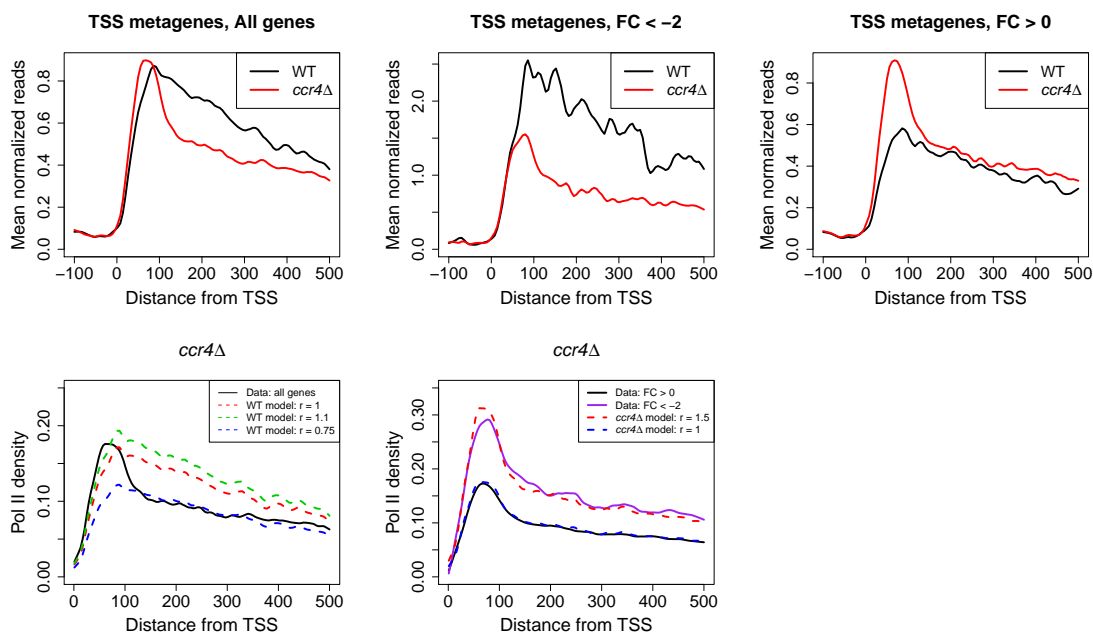 TSS metagenes, All genes
Mean normalized reads
0.0 0.2 0.4 0.6 0.8
WT
ccr4Δ
−100 0 100 200 300 400 500
Distance from TSS
TSS metagenes, FC < −2
Mean normalized reads
0.0 1.0 2.0
WT
ccr4Δ
−100 0 100 200 300 400 500
Distance from TSS
TSS metagenes, FC > 0
Mean normalized reads
0.0 0.2 0.4 0.6 0.8
WT
ccr4Δ
−100 0 100 200 300 400 500
Distance from TSS
ccr4Δ
Pol II density
0.00 0.10 0.20
Data: all genes
WT model: r = 1
WT model: r = 1.1
WT model: r = 0.75
0 100 200 300 400 500
Distance from TSS
ccr4Δ
Pol II density
0.00 0.10 0.20 0.30
Data: FC > 0
Data: FC < −2
ccr4Δ model: r = 1.5
ccr4Δ model: r = 1
0 100 200 300 400 500
Distance from TSS